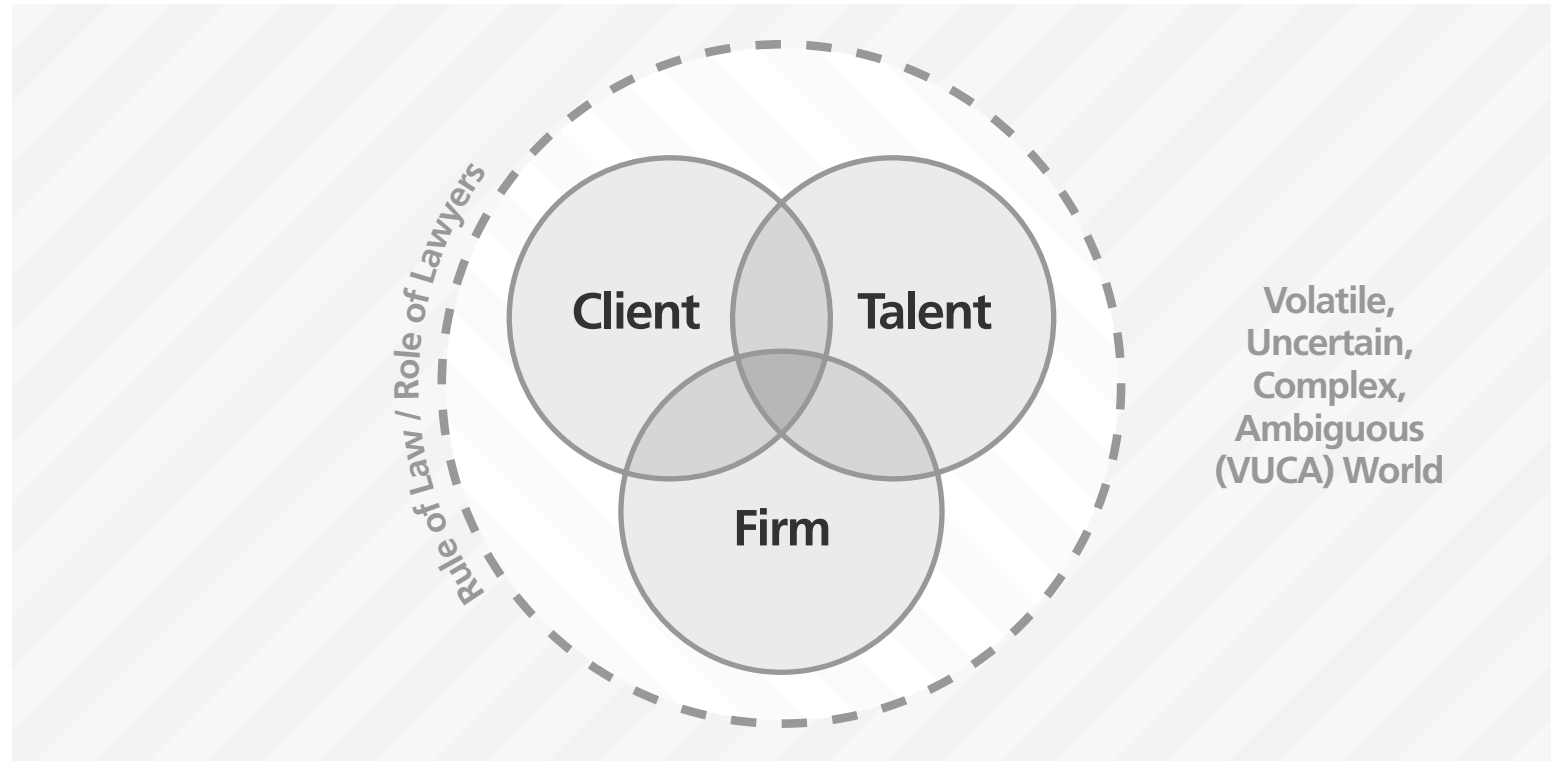 Rule of Law / Role of Lawyers
Client
Talent
Firm
Volatile,
Uncertain,
Complex,
Ambiguous
(VUCA) World